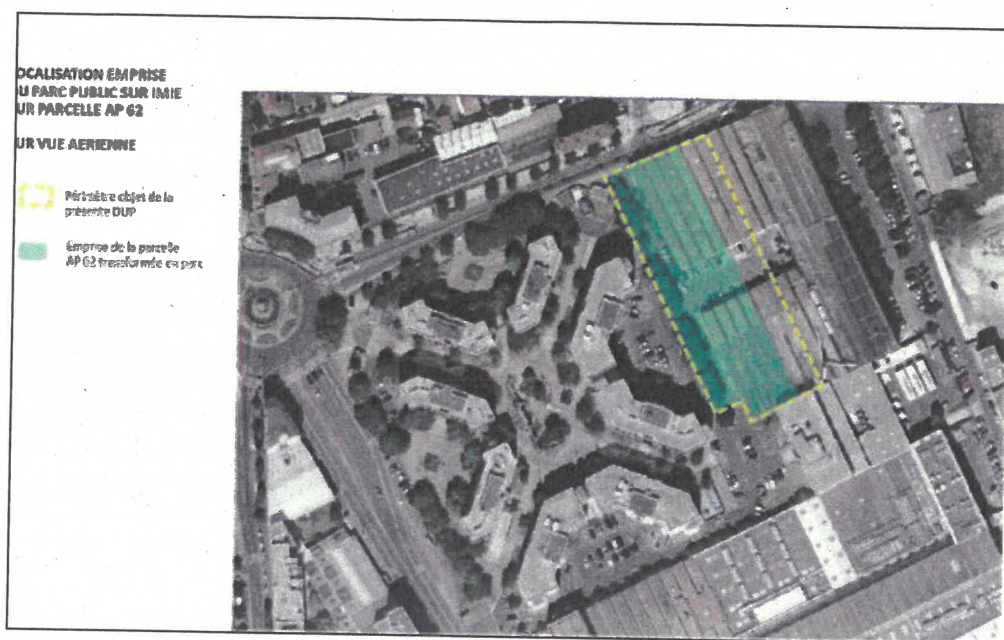 OCALISATION EMPRISE
U PARC PUBLIC SUR IMIE
UR PARCELLE AP 62
UR VUE AERIENNE
Périmètre objet de la
présente DUP
Emprise de la parcelle
AP 62 transformée en parc